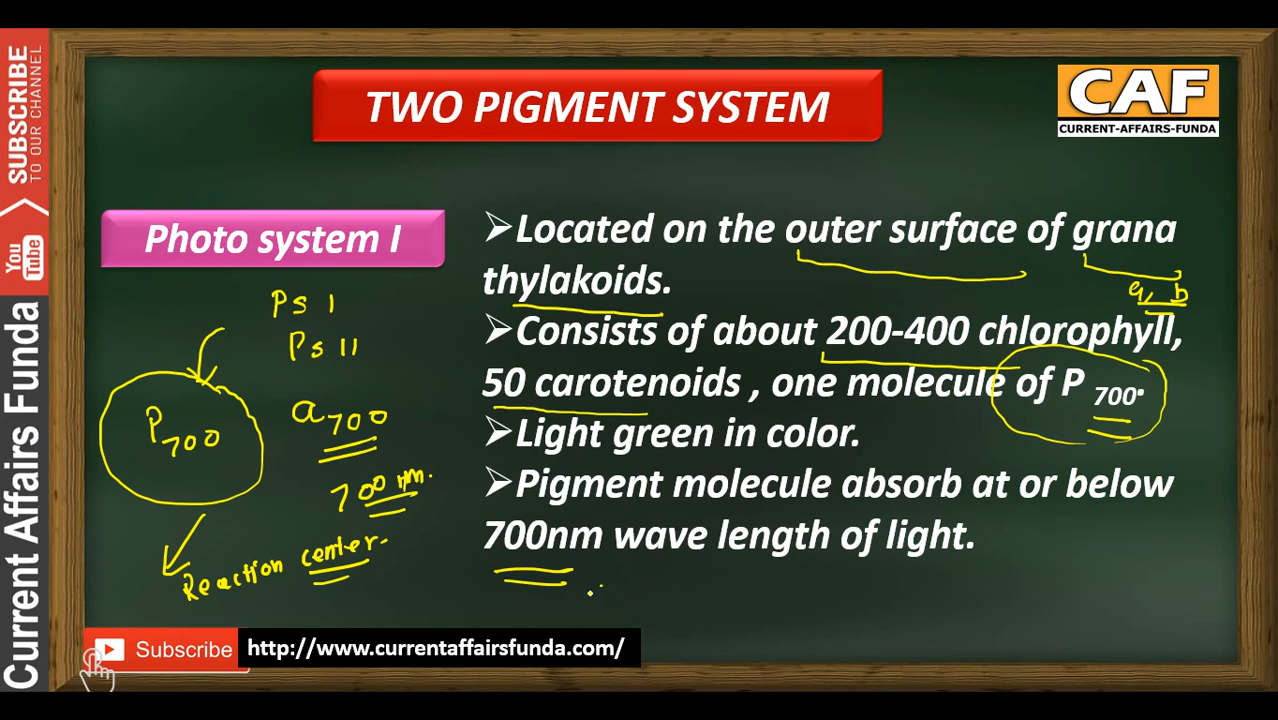 SUBSCRIBE
TO OUR CHANNEL
You Tube
Current Affairs Funda
TWO PIGMENT SYSTEM
CAF
CURRENT-AFFAIRS-FUNDA
Photo system I
Ps I
Ps II
P 700
a 700
700 nm.
Reaction center.
➢Located on the outer surface of grana
thylakoids.
a, b
➢Consists of about 200-400 chlorophyll,
50 carotenoids , one molecule of P 700.
➢Light green in color.
➢Pigment molecule absorb at or below
700nm wave length of light.
Subscribe
http://www.currentaffairsfunda.com/